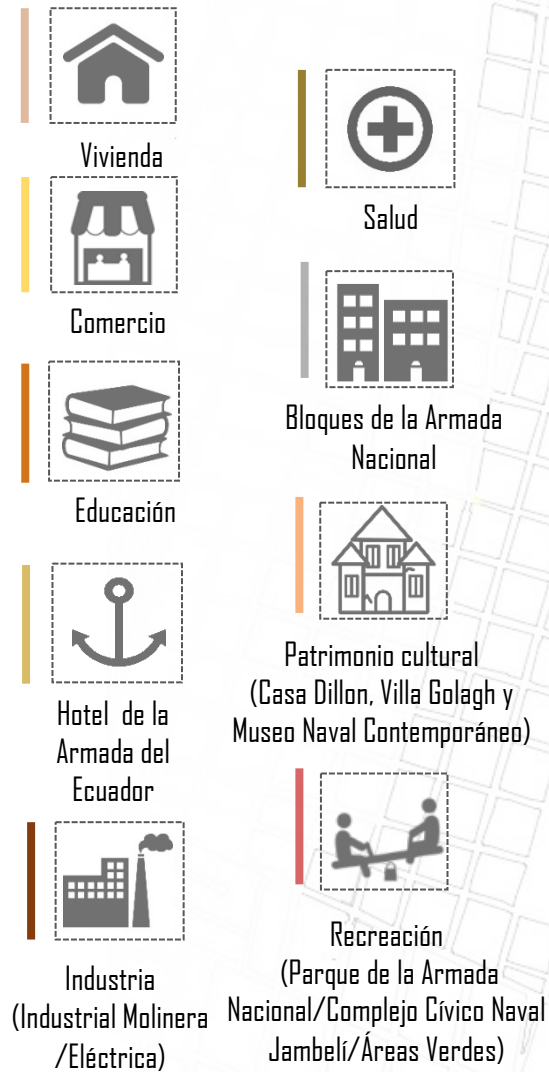 Vivienda
Comercio
Educación
Hotel de la
Armada del
Ecuador
Industria
(Industrial Molinera
/Eléctrica)
Salud
Bloques de la Armada
Nacional
Patrimonio cultural
(Casa Dillon, Villa Golagh y
Museo Naval Contemporáneo)
Recreación
(Parque de la Armada
Nacional/Complejo Cívico Naval
Jambelí/Áreas Verdes)